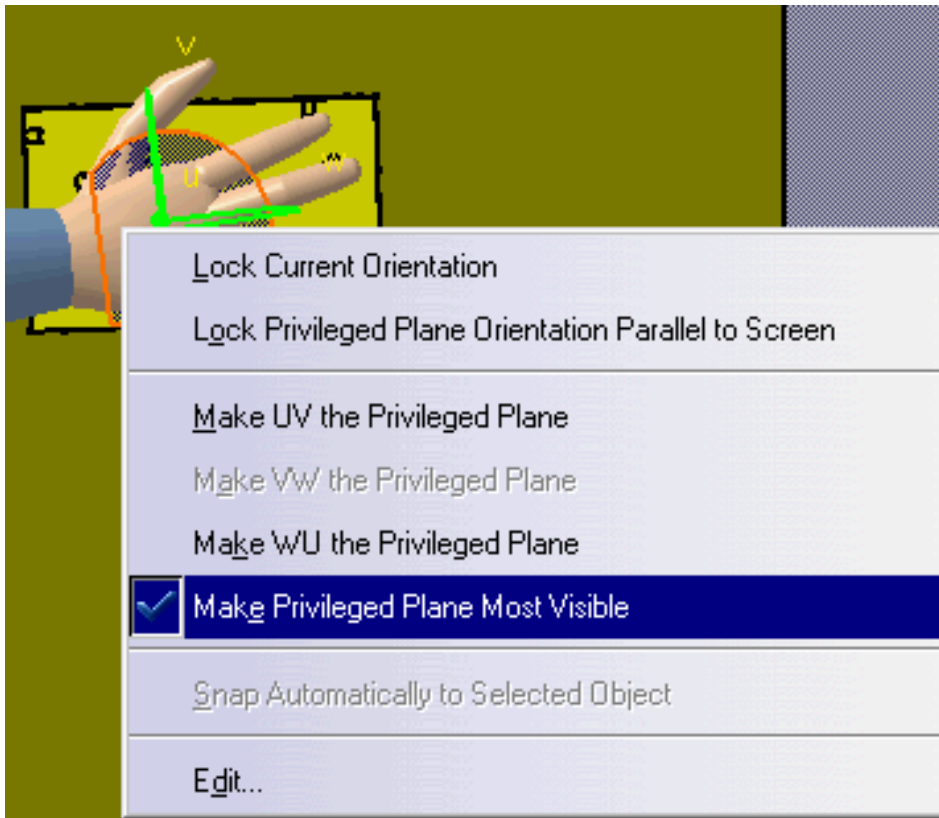 v
w
u
Lock Current Orientation
Lock Privileged Plane Orientation Parallel to Screen
Make UV the Privileged Plane
Make VW the Privileged Plane
Make WU the Privileged Plane
Make Privileged Plane Most Visible
Snap Automatically to Selected Object
Edit...